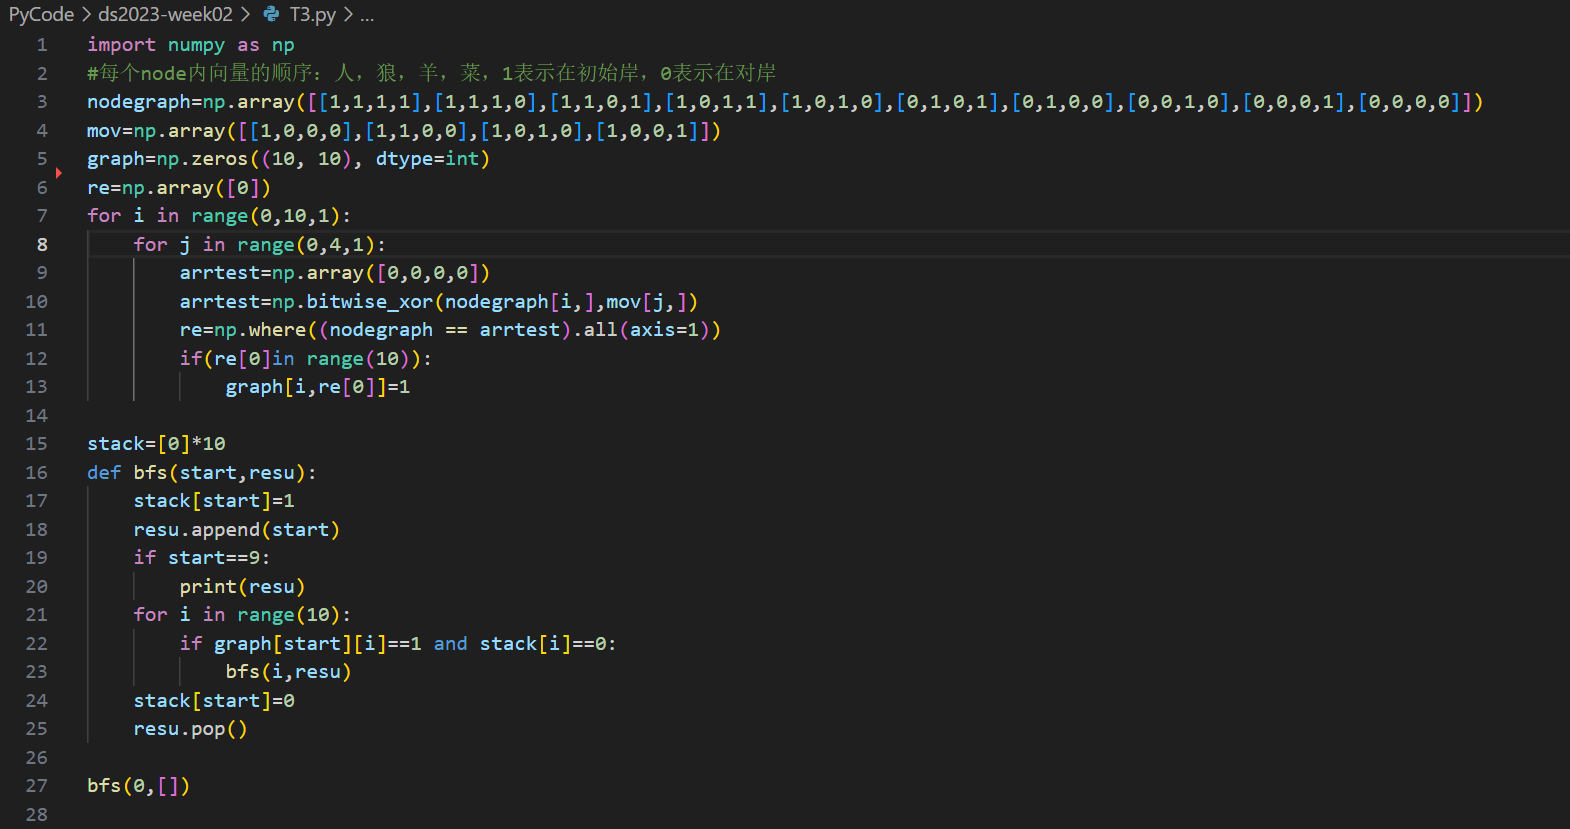 PyCode > ds2023-week02 > T3.py > ...
1 import numpy as np
2 #每个node内向量的顺序：人，狼，羊，菜，1表示在初始岸，0表示在对岸
3 nodegraph=np.array([[1,1,1,1],[1,1,1,0],[1,1,0,1],[1,0,1,1],[1,0,1,0],[0,1,0,1],[0,1,0,0],[0,0,1,0],[0,0,0,1],[0,0,0,0]])
4 mov=np.array([[1,0,0,0],[1,1,0,0],[1,0,1,0],[1,0,0,1]])
5 graph=np.zeros((10, 10), dtype=int)
6 re=np.array([0])
7 for i in range(0,10,1):
8     for j in range(0,4,1):
9         arrtest=np.array([0,0,0,0])
10         arrtest=np.bitwise_xor(nodegraph[i,],mov[j,])
11         re=np.where((nodegraph == arrtest).all(axis=1))
12         if(re[0]in range(10)):
13             graph[i,re[0]]=1
14
15 stack=[0]*10
16 def bfs(start,resu):
17     stack[start]=1
18     resu.append(start)
19     if start==9:
20         print(resu)
21     for i in range(10):
22         if graph[start][i]==1 and stack[i]==0:
23             bfs(i,resu)
24     stack[start]=0
25     resu.pop()
26
27 bfs(0,[])
28